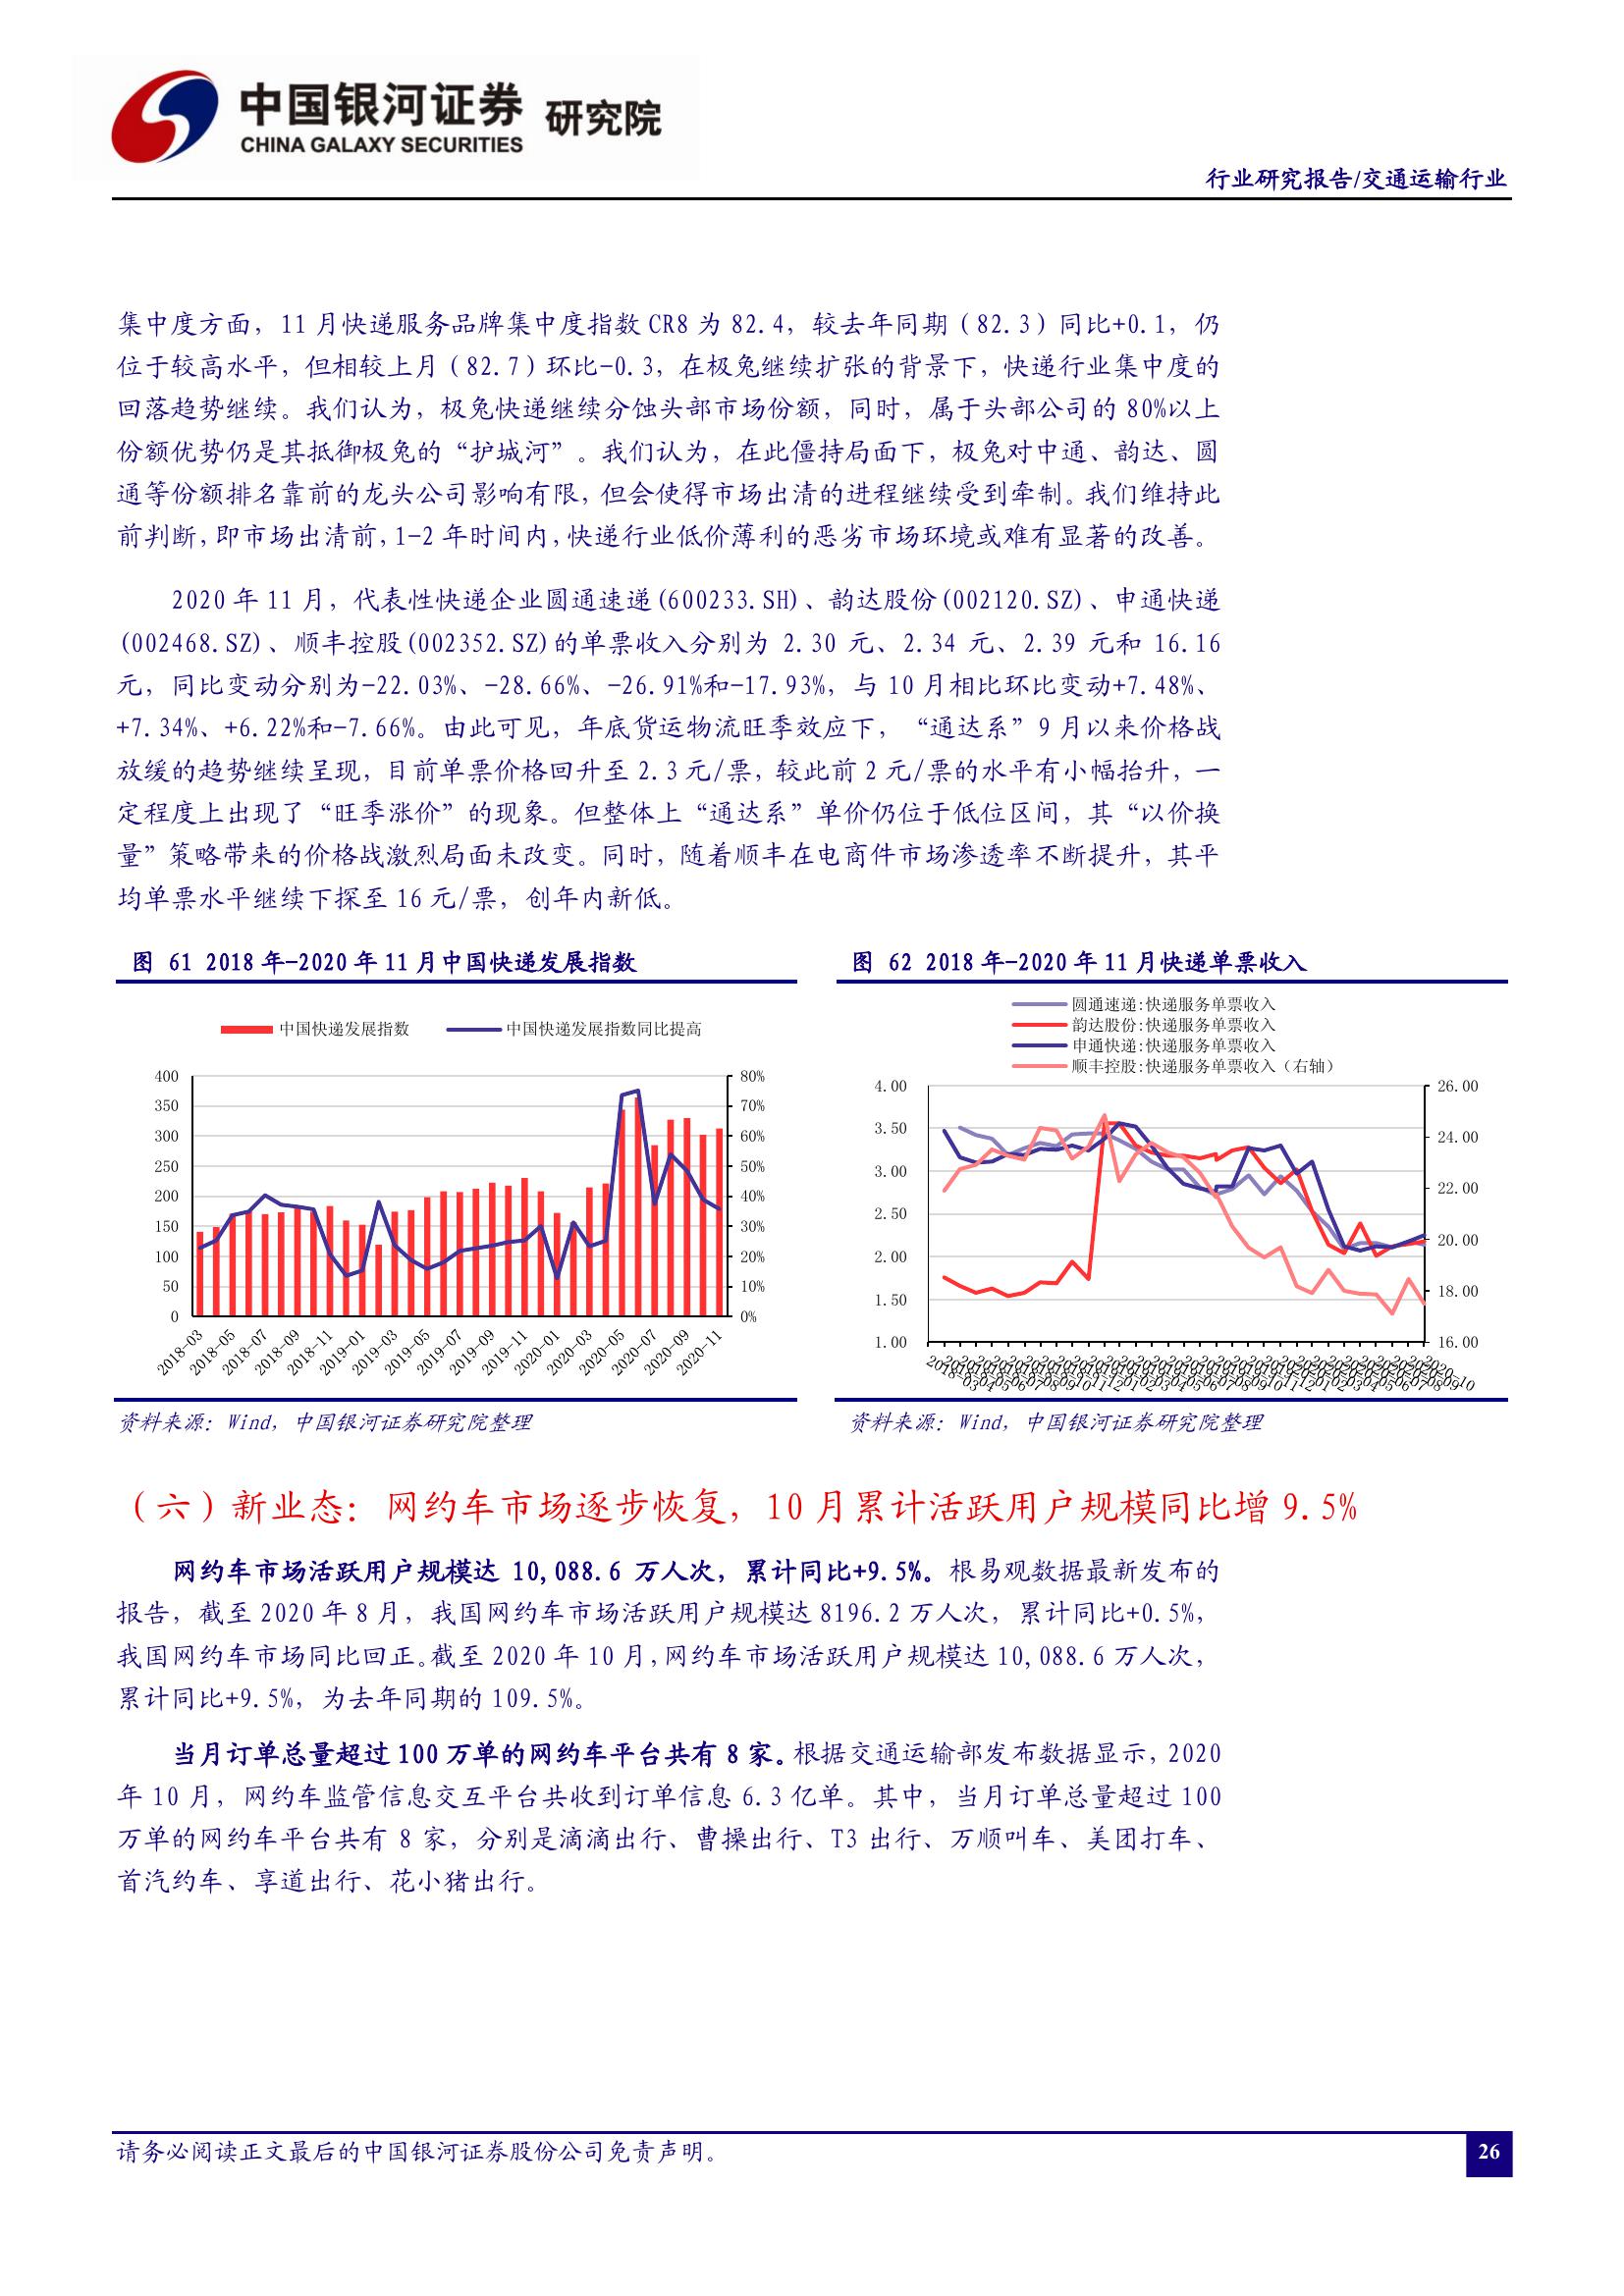 中国银河证券 研究院
CHINA GALAXY SECURITIES
行业研究报告/交通运输行业
集中度方面，11 月快递服务品牌集中度指数 CR8 为 82.4，较去年同期（82.3）同比+0.1，仍
位于较高水平，但相较上月（82.7）环比-0.3，在极兔继续扩张的背景下，快递行业集中度的
回落趋势继续。我们认为，极兔快递继续分蚀头部市场份额，同时，属于头部公司的 80%以上
份额优势仍是其抵御极兔的“护城河”。我们认为，在此僵持局面下，极兔对中通、韵达、圆
通等份额排名靠前的龙头公司影响有限，但会使得市场出清的进程继续受到牵制。我们维持此
前判断，即市场出清前，1-2 年时间内，快递行业低价薄利的恶劣市场环境或难有显著的改善。
2020 年 11 月，代表性快递企业圆通速递(600233.SH)、韵达股份(002120.SZ)、申通快递
(002468.SZ)、顺丰控股(002352.SZ)的单票收入分别为 2.30 元、2.34 元、2.39 元和 16.16
元，同比变动分别为-22.03%、-28.66%、-26.91%和-17.93%，与 10 月相比环比变动+7.48%、
+7.34%、+6.22%和-7.66%。由此可见，年底货运物流旺季效应下，“通达系”9 月以来价格战
放缓的趋势继续呈现，目前单票价格回升至 2.3 元/票，较此前 2 元/票的水平有小幅抬升，一
定程度上出现了“旺季涨价”的现象。但整体上“通达系”单价仍位于低位区间，其“以价换
量”策略带来的价格战激烈局面未改变。同时，随着顺丰在电商件市场渗透率不断提升，其平
均单票水平继续下探至 16 元/票，创年内新低。
图 61 2018 年-2020 年 11 月中国快递发展指数
中国快递发展指数 中国快递发展指数同比提高
400 80%
350 70%
300 60%
250 50%
200 40%
150 30%
100 20%
50 10%
0 0%
2018-03 2018-05 2018-07 2018-09 2018-11 2019-01 2019-03 2019-05 2019-07 2019-09 2019-11 2020-01 2020-03 2020-05 2020-07 2020-09 2020-11
资料来源：Wind，中国银河证券研究院整理
图 62 2018 年-2020 年 11 月快递单票收入
圆通速递:快递服务单票收入
韵达股份:快递服务单票收入
申通快递:快递服务单票收入
顺丰控股:快递服务单票收入（右轴）
4.00 26.00
3.50 24.00
3.00 22.00
2.50 20.00
2.00 18.00
1.50 16.00
1.00
资料来源：Wind，中国银河证券研究院整理
（六）新业态：网约车市场逐步恢复，10 月累计活跃用户规模同比增 9.5%
网约车市场活跃用户规模达 10,088.6 万人次，累计同比+9.5%。根易观数据最新发布的
报告，截至 2020 年 8 月，我国网约车市场活跃用户规模达 8196.2 万人次，累计同比+0.5%，
我国网约车市场同比回正。截至 2020 年 10 月，网约车市场活跃用户规模达 10,088.6 万人次，
累计同比+9.5%，为去年同期的 109.5%。
当月订单总量超过 100 万单的网约车平台共有 8 家。根据交通运输部发布数据显示，2020
年 10 月，网约车监管信息交互平台共收到订单信息 6.3 亿单。其中，当月订单总量超过 100
万单的网约车平台共有 8 家，分别是滴滴出行、曹操出行、T3 出行、万顺叫车、美团打车、
首汽约车、享道出行、花小猪出行。
请务必阅读正文最后的中国银河证券股份公司免责声明。
26